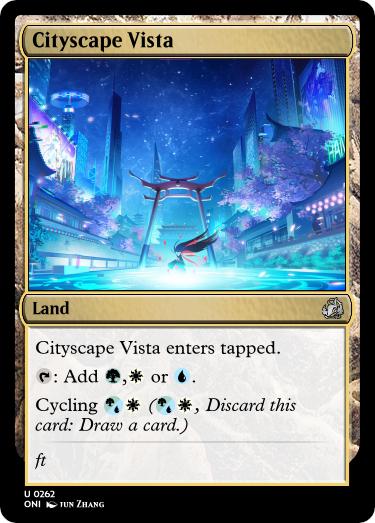 Cityscape Vista
Land
Cityscape Vista enters tapped.
: Add , or .
Cycling (, Discard this
card: Draw a card.)
ft
U 0262
ONI JUN ZHANG